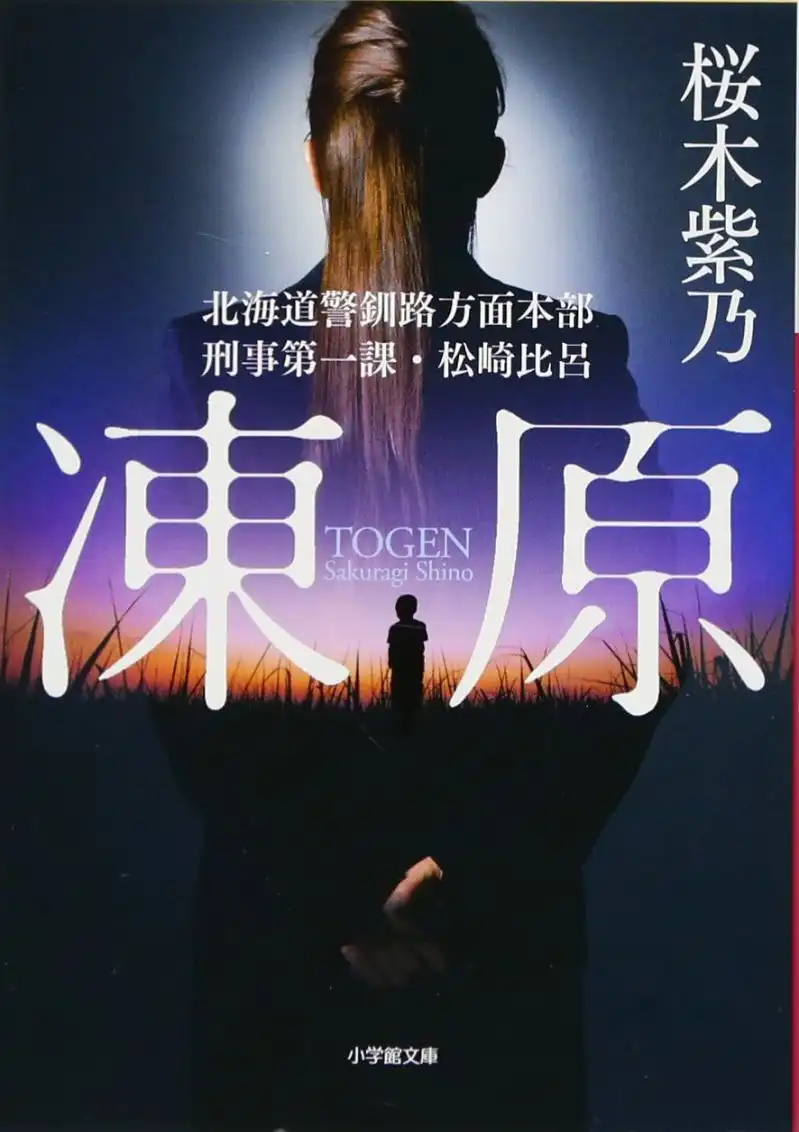 桜木紫乃
北海道警釧路方面本部
刑事第一課・松崎比呂
凍原
TOGEN
Sakuragi Shino
小学館文庫